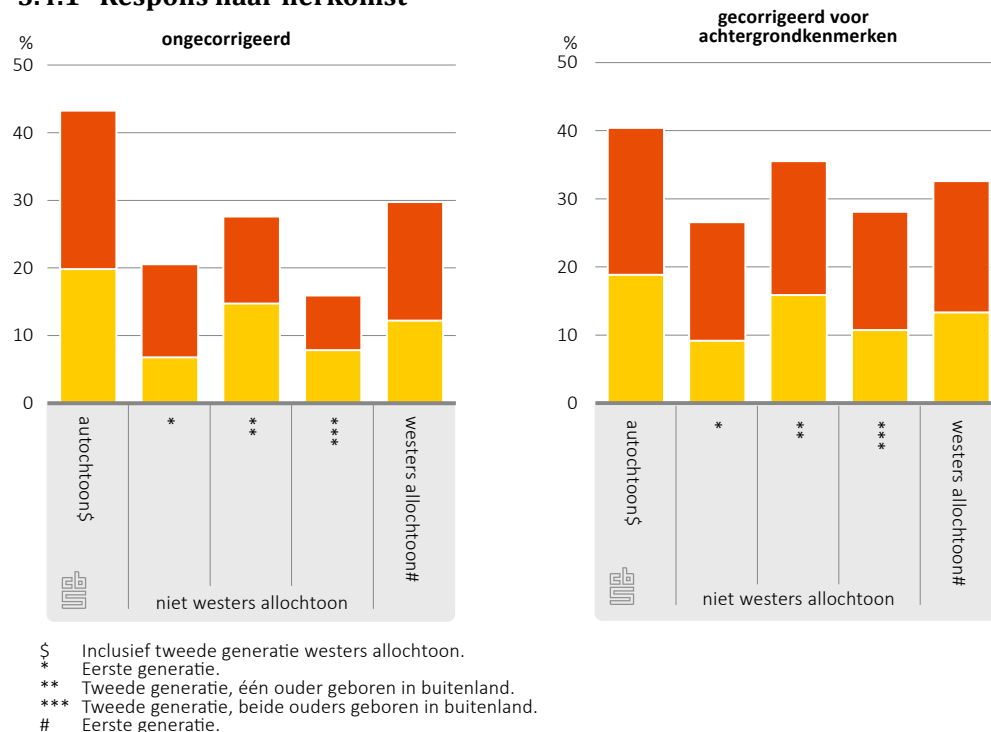 3.4.1 Respons naar herkomst
ongecorrigeerd
%
50
40
30
20
10
0
autochtoon$
*
**
***
westers allochtoon#
niet westers allochtoon
gecorrigeerd voor
achtergrondkenmerken
%
50
40
30
20
10
0
autochtoon$
*
**
***
westers allochtoon#
niet westers allochtoon
$ Inclusief tweede generatie westers allochtoon.
* Eerste generatie.
** Tweede generatie, één ouder geboren in buitenland.
*** Tweede generatie, beide ouders geboren in buitenland.
# Eerste generatie.